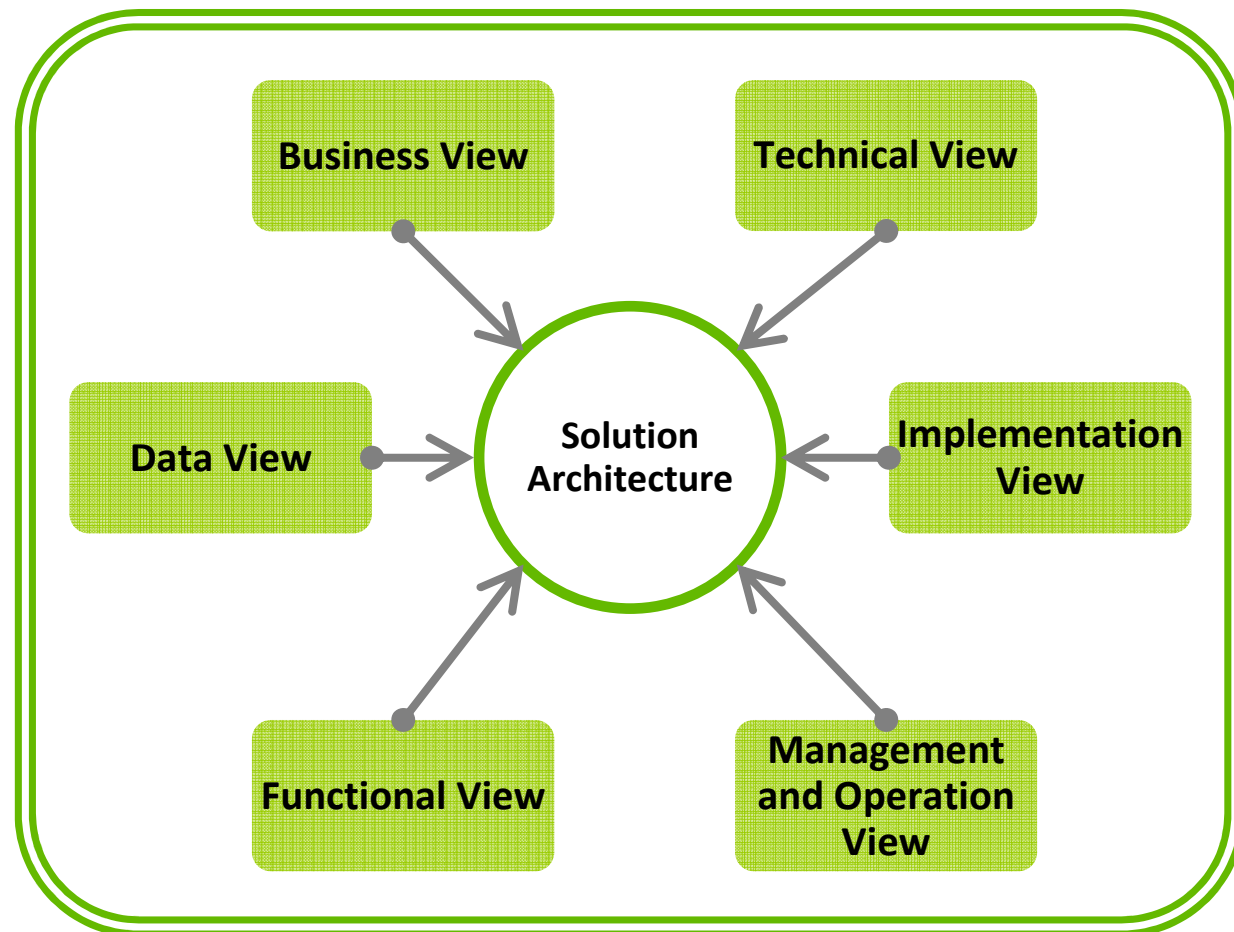 Business View
Technical View
Solution
Architecture
Data View
Implementation
View
Functional View
Management
and Operation
View